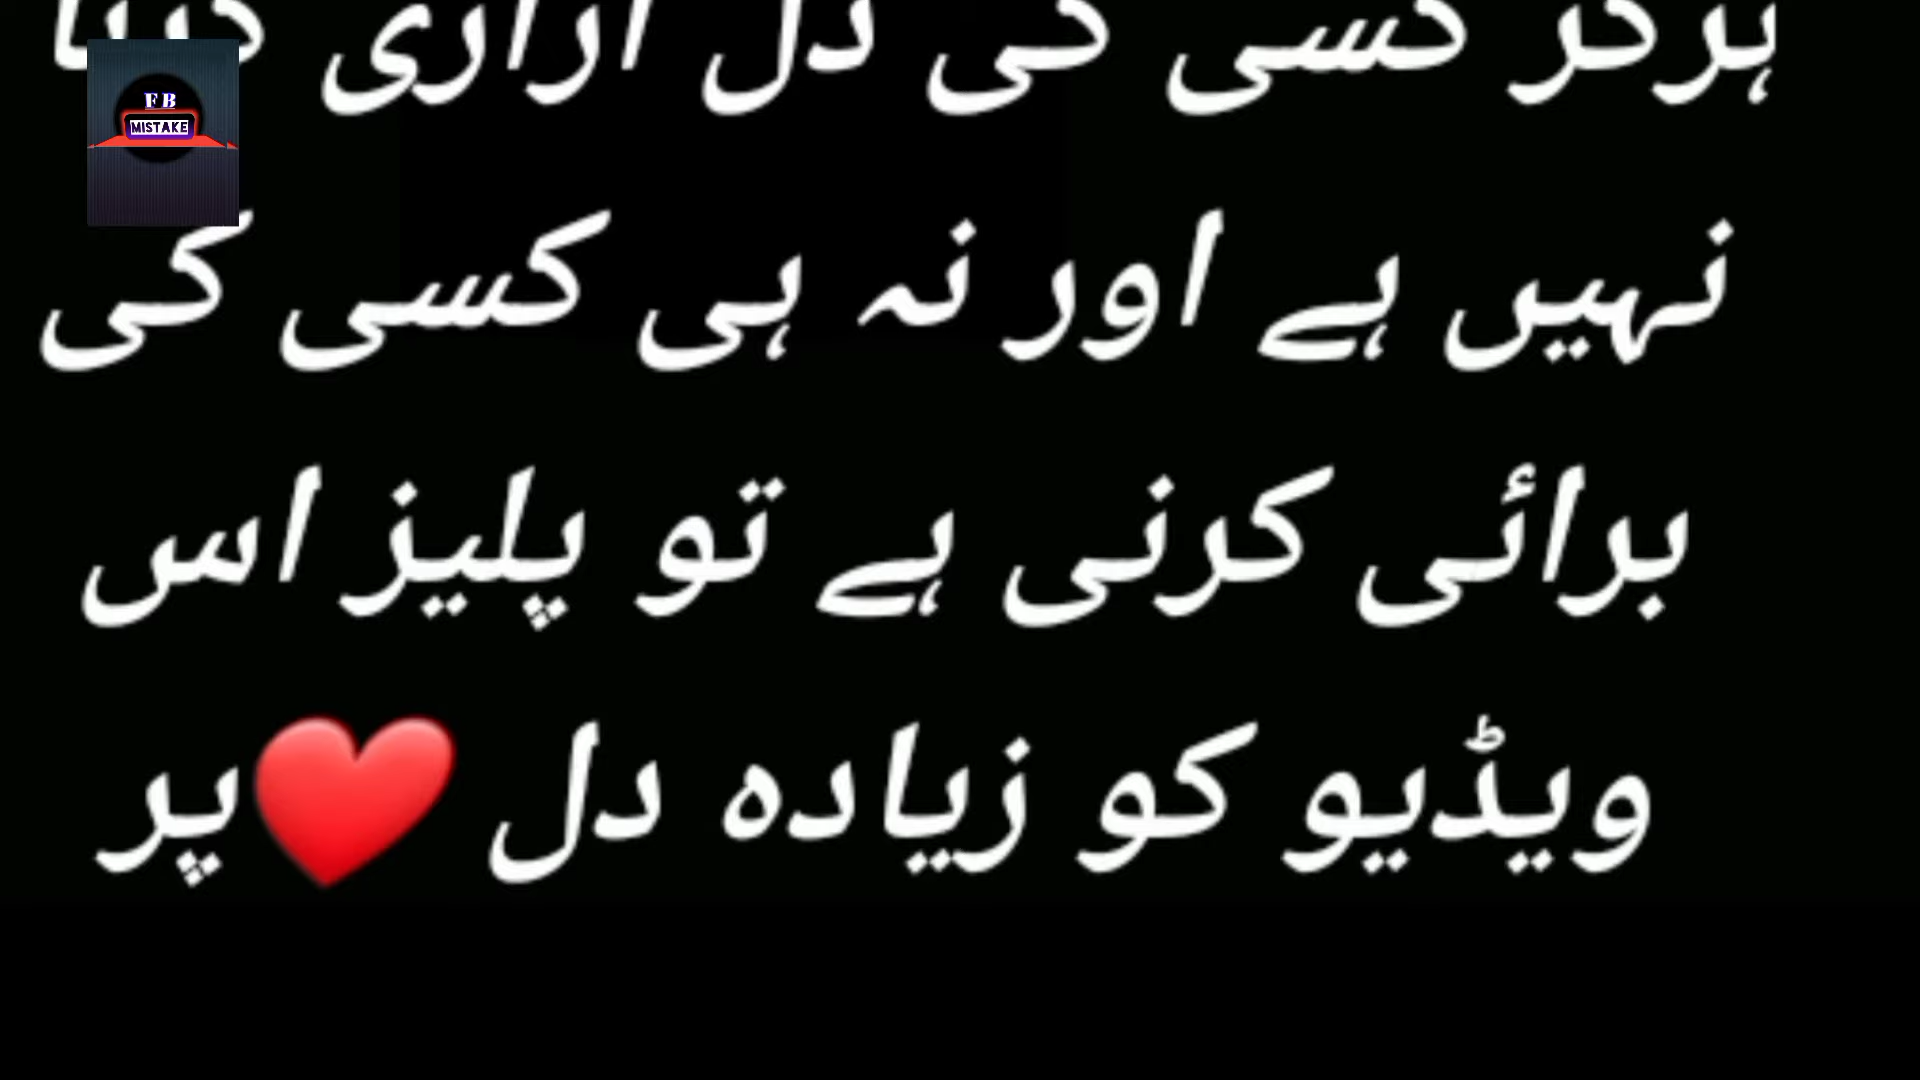 ہرگز کسی کی دل آزاری کرنا
FB
MISTAKE
نہیں ہے اور نہ ہی کسی کی
برائی کرنی ہے تو پلیز اس
ویڈیو کو زیادہ دل ❤️پر